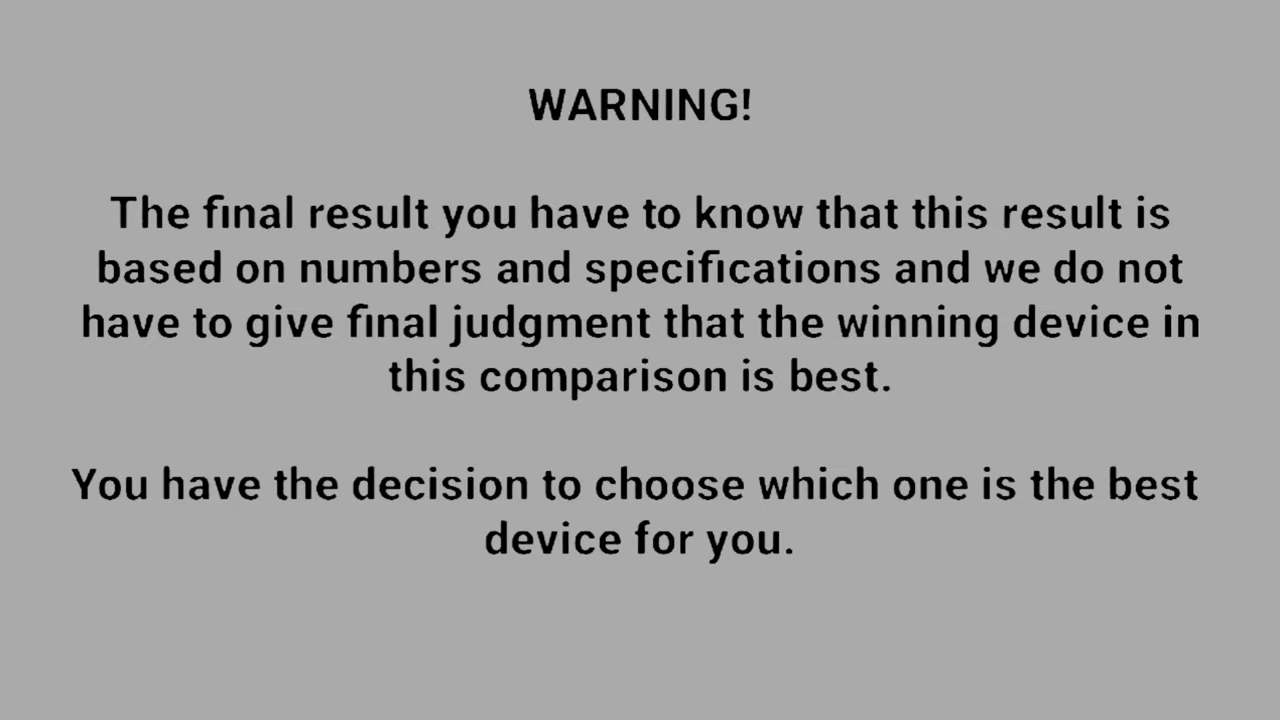 WARNING!
The final result you have to know that this result is
based on numbers and specifications and we do not
have to give final judgment that the winning device in
this comparison is best.
You have the decision to choose which one is the best
device for you.